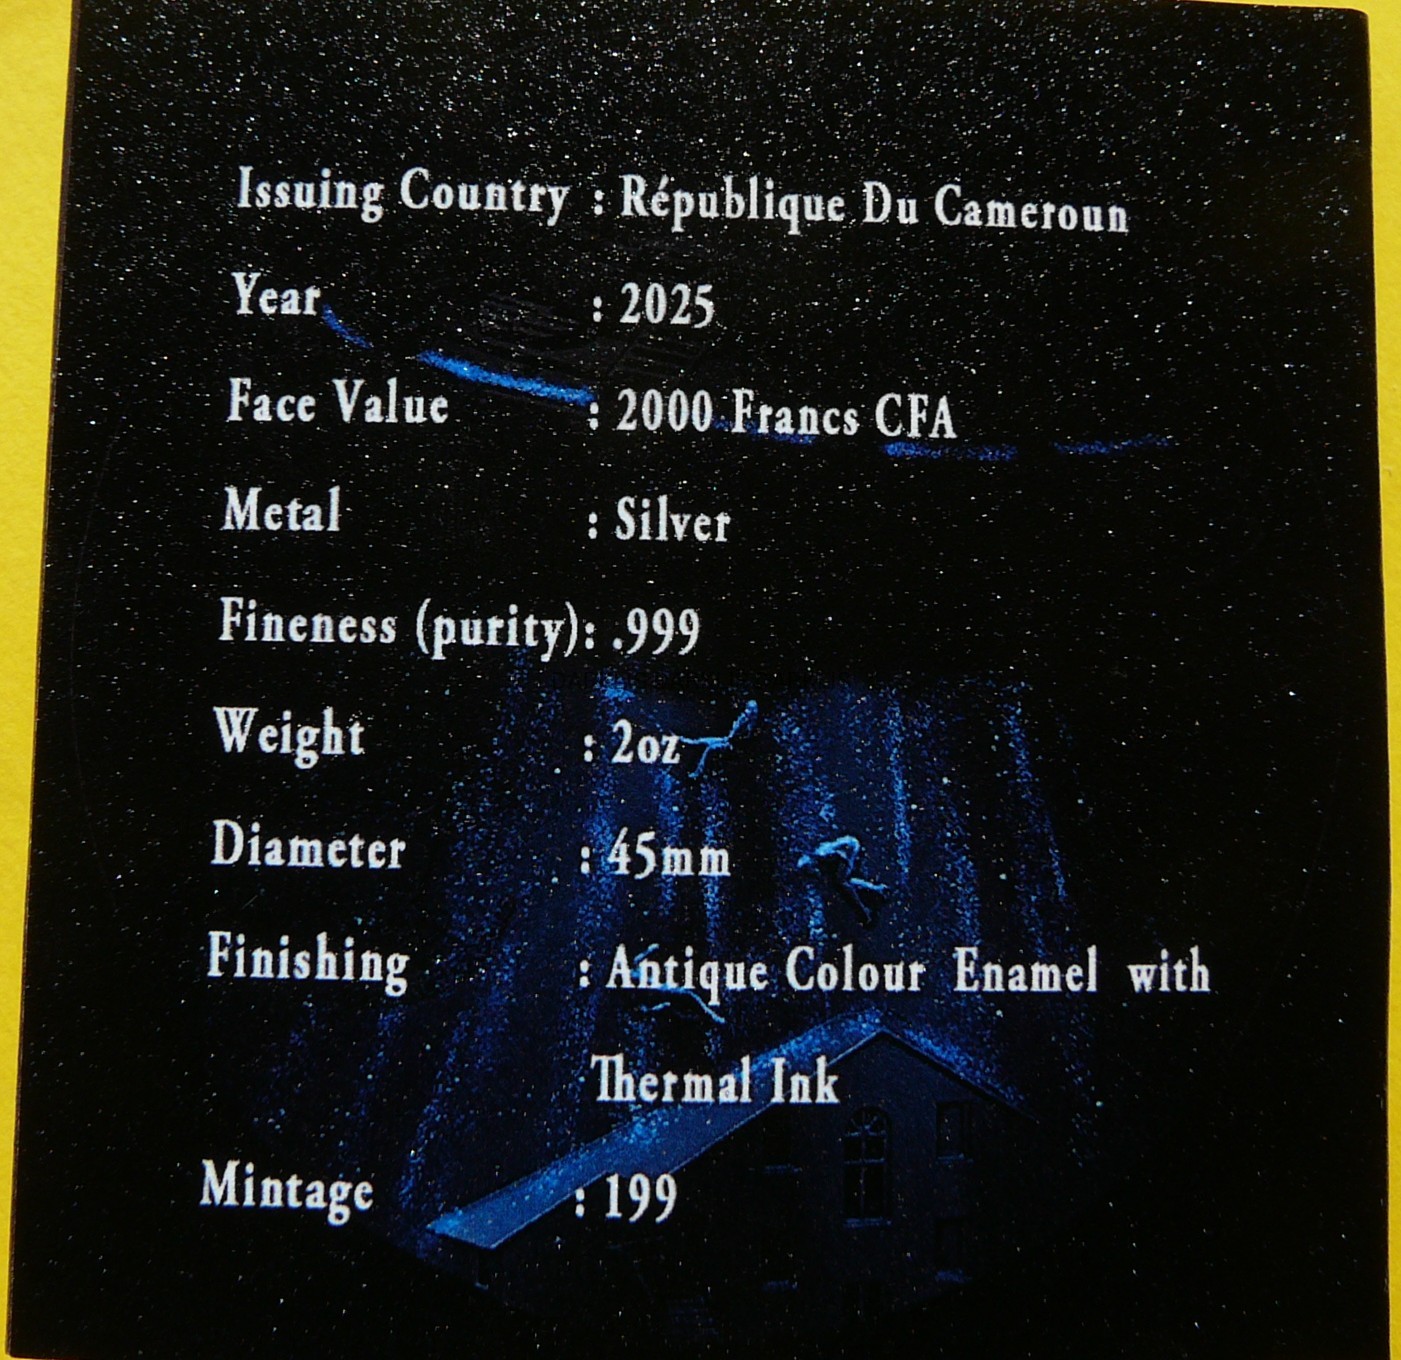 Issuing Country : République Du Cameroun
Year : 2025
Face Value : 2000 Francs CFA
Metal : Silver
Fineness (purity): .999
Weight : 2oz
Diameter : 45mm
Finishing : Antique Colour Enamel with
Thermal Ink
Mintage : 199